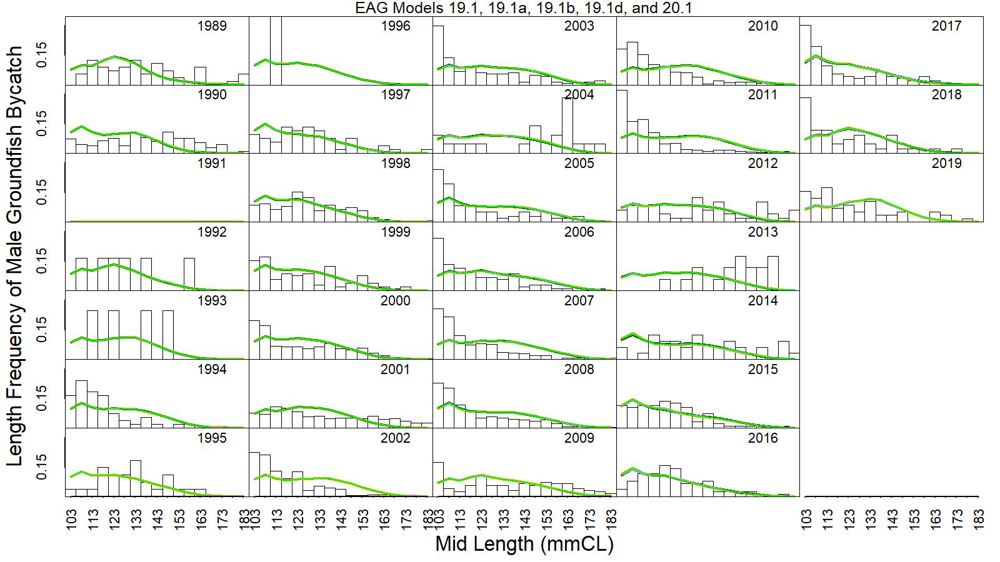 EAG Models 19.1, 19.1a, 19.1b, 19.1d, and 20.1
Length Frequency of Male Groundfish Bycatch
0.15 1989 1996 2003 2010 2017
0.15 1990 1997 2004 2011 2018
0.15 1991 1998 2005 2012 2019
0.15 1992 1999 2006 2013
0.15 1993 2000 2007 2014
0.15 1994 2001 2008 2015
0.15 1995 2002 2009 2016
103 113 123 133 143 153 163 173 183 103 113 123 133 143 153 163 173 183 103 113 123 133 143 153 163 173 183 103 113 123 133 143 153 163 173 183
Mid Length (mmCL)